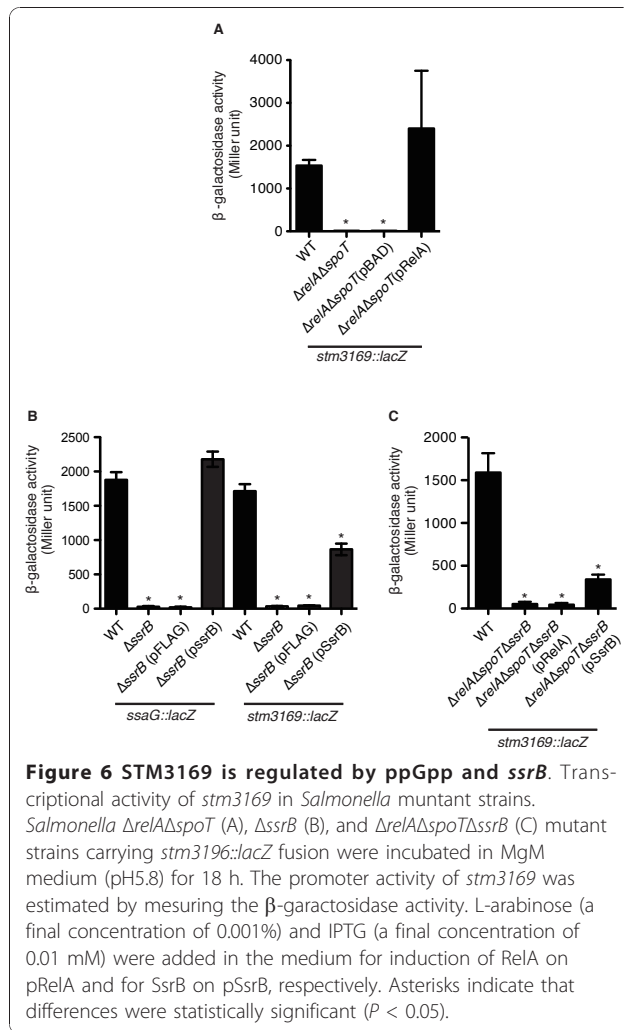 A
β -galactosidase activity
(Miller unit)
4000
3000
2000
1000
0
*
*
WT
ΔrelAΔspoT
ΔrelAΔspoT(pBAD)
ΔrelAΔspoT(pRelA)
stm3169::lacZ
B
β-galactosidase activity
(Miller unit)
2500
2000
1500
1000
500
0
*
*
*
*
*
WT
ΔssrB
ΔssrB (pFLAG)
ΔssrB (pSsrB)
WT
ΔssrB
ΔssrB (pFLAG)
ΔssrB (pSsrB)
ssaG::lacZ
stm3169::lacZ
C
β-galactosidase activity
(Miller unit)
2000
1500
1000
500
0
*
*
*
WT
ΔrelAΔspoTΔssrB
ΔrelAΔspoTΔssrB
(pRelA)
ΔrelAΔspoTΔssrB
(pSsrB)
stm3169::lacZ
Figure 6 STM3169 is regulated by ppGpp and ssrB. Trans-
criptional activity of stm3169 in Salmonella muntant strains.
Salmonella ΔrelAΔspoT (A), ΔssrB (B), and ΔrelAΔspoTΔssrB (C) mutant
strains carrying stm3196::lacZ fusion were incubated in MgM
medium (pH5.8) for 18 h. The promoter activity of stm3169 was
estimated by mesuring the β-garactosidase activity. L-arabinose (a
final concentration of 0.001%) and IPTG (a final concentration of
0.01 mM) were added in the medium for induction of RelA on
pRelA and for SsrB on pSsrB, respectively. Asterisks indicate that
differences were statistically significant (P < 0.05).